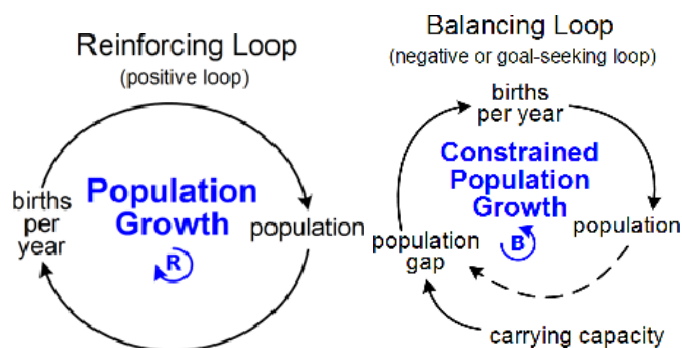 Reinforcing Loop
(positive loop)
births
per
year
Population
Growth
R
population
Balancing Loop
(negative or goal-seeking loop)
births
per year
Constrained
Population
Growth
B
population
population
gap
carrying capacity